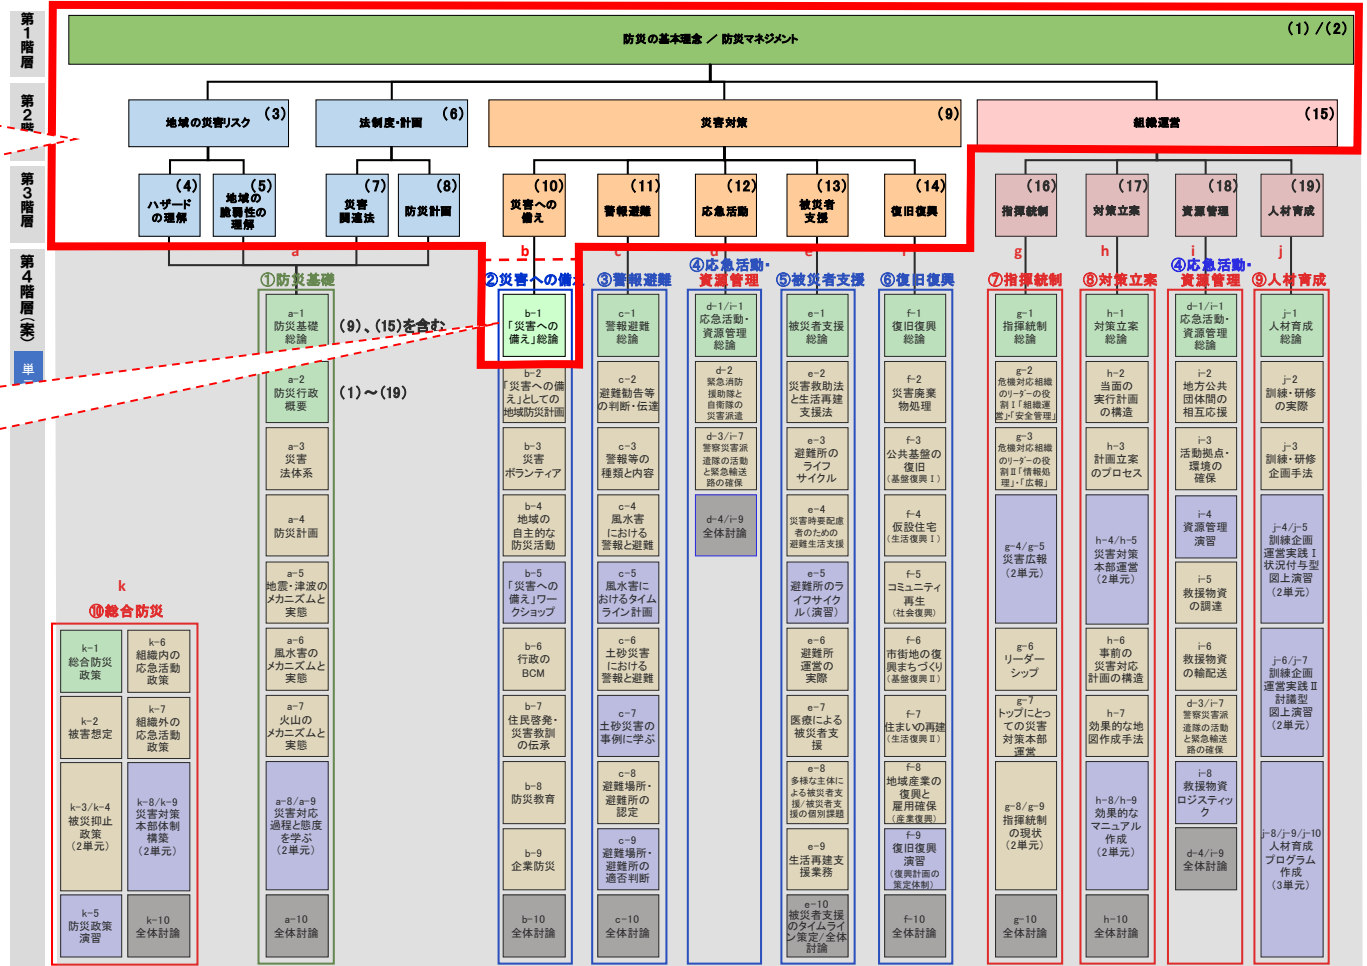 第1階層
防災の基本理念 ／ 防災マネジメント
(1) / (2)
第2階
地域の災害リスク
(3)
法制度・計画
(6)
災害対策
(9)
組織運営
(15)
第3階層
(4)
ハザード
の理解
(5)
地域の
脆弱性の
理解
(7)
災害
関連法
(8)
防災計画
(10)
災害への
備え
(11)
警報避難
(12)
応急活動
(13)
被災者
支援
(14)
復旧復興
(16)
指揮統制
(17)
対策立案
(18)
資源管理
(19)
人材育成
第4階層(案)
単
a
①防災基礎
a-1
防災基礎
総論
(9)、(15)を含む
a-2
防災行政
概要
(1)～(19)
a-3
災害
法体系
a-4
防災計画
a-5
地震・津波の
メカニズムと
実態
a-6
風水害の
メカニズムと
実態
a-7
火山の
メカニズムと
実態
a-8/a-9
災害対応
過程と態度
を学ぶ
(2単元)
a-10
全体討論
b
②災害への備え
b-1
「災害への
備え」総論
b-2
「災害への備
え」としての
地域防災計画
b-3
災害
ボランティア
b-4
地域の
自主的な
防災活動
b-5
「災害への
備え」ワー
クショップ
b-6
行政の
BCM
b-7
住民啓発・
災害教訓
の伝承
b-8
防災教育
b-9
企業防災
b-10
全体討論
c
③警報避難
c-1
警報避難
総論
c-2
避難勧告等
の判断・伝達
c-3
警報等の
種類と内容
c-4
風水害
における
警報と避難
c-5
風水害に
おけるタイム
ライン計画
c-6
土砂災害
における
警報と避難
c-7
土砂災害の
事例に学ぶ
c-8
避難場所・
避難所の
認定
c-9
避難場所・
避難所の
適否判断
c-10
全体討論
d
④応急活動・
資源管理
d-1/i-1
応急活動・
資源管理
総論
d-2
緊急消防
援助隊と
自衛隊の
災害派遣
d-3/i-7
警察災害派
遣隊の活動
と緊急輸送
路の確保
d-4/i-9
全体討論
e
⑤被災者支援
e-1
被災者支援
総論
e-2
災害救助法
と生活再建
支援法
e-3
避難所の
ライフ
サイクル
e-4
災害時要配慮
者のための
避難生活支援
e-5
避難所のラ
イフサイク
ル(演習)
e-6
避難所
運営の
実際
e-7
医療による
被災者支
援
e-8
多様な主体に
よる被災者支
援/被災者支
援の個別課題
e-9
生活再建支
援業務
e-10
被災者支援
のタイムライ
ン策定/全体
討論
f
⑥復旧復興
f-1
復旧復興
総論
f-2
災害廃棄
物処理
f-3
公共基盤の
復旧
(基盤復興Ⅰ)
f-4
仮設住宅
(生活復興Ⅰ)
f-5
コミュニティ
再生
(社会復興)
f-6
市街地の復
興まちづくり
(基盤復興Ⅱ)
f-7
住まいの再建
(生活復興Ⅱ)
f-8
地域産業の
復興と
雇用確保
(産業復興)
f-9
復旧復興
演習
(復興計画の
策定体制)
f-10
全体討論
g
⑦指揮統制
g-1
指揮統制
総論
g-2
危機対応組織
のリーダーの役
割Ⅰ「組織運
営」・「安全管理」
g-3
危機対応組織
のリーダーの役
割Ⅱ「情報処
理」・「広報」
g-4/g-5
災害広報
(2単元)
g-6
リーダー
シップ
g-7
トップにとっ
ての災害
対策本部
運営
g-8/g-9
指揮統制
の現状
(2単元)
g-10
全体討論
h
⑧対策立案
h-1
対策立案
総論
h-2
当面の
実行計画
の構造
h-3
計画立案
のプロセス
h-4/h-5
災害対策
本部運営
(2単元)
h-6
事前の
災害対応
計画の構造
h-7
効果的な地
図作成手法
h-8/h-9
効果的な
マニュアル
作成
(2単元)
h-10
全体討論
i
④応急活動・
資源管理
d-1/i-1
応急活動・
資源管理
総論
i-2
地方公共
団体間の
相互応援
i-3
活動拠点・
環境の
確保
i-4
資源管理
演習
i-5
救援物資
の調達
i-6
救援物資
の輸配送
d-3/i-7
警察災害派
遣隊の活動
と緊急輸送
路の確保
i-8
救援物資
ロジスティッ
ク
d-4/i-9
全体討論
j
⑨人材育成
j-1
人材育成
総論
j-2
訓練・研修
の実際
j-3
訓練・研修
企画手法
j-4/j-5
訓練企画
運営実践Ⅰ
状況付与型
図上演習
(2単元)
j-6/j-7
訓練企画
運営実践Ⅱ
討議型
図上演習
(2単元)
j-8/j-9/j-10
人材育成
プログラム
作成
(3単元)
k
⑩総合防災
k-1
総合防災
政策
k-2
被害想定
k-3/k-4
被災抑止
政策
(2単元)
k-5
防災政策
演習
k-6
組織内の
応急活動
政策
k-7
組織外の
応急活動
政策
k-8/k-9
災害対策
本部体制
構築
(2単元)
k-10
全体討論